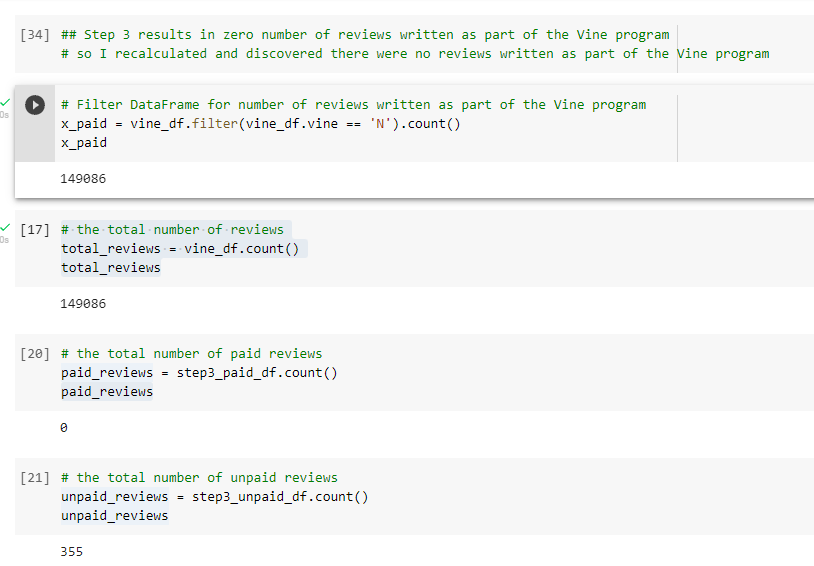 [34] ## Step 3 results in zero number of reviews written as part of the Vine program
# so I recalculated and discovered there were no reviews written as part of the Vine program
# Filter DataFrame for number of reviews written as part of the Vine program
x_paid = vine_df.filter(vine_df.vine == 'N').count()
x_paid
0s
149086
[17] # the total number of reviews
total_reviews = vine_df.count()
0s
total_reviews
149086
[20] # the total number of paid reviews
paid_reviews = step3_paid_df.count()
paid_reviews
0
[21] # the total number of unpaid reviews
unpaid_reviews = step3_unpaid_df.count()
unpaid_reviews
355